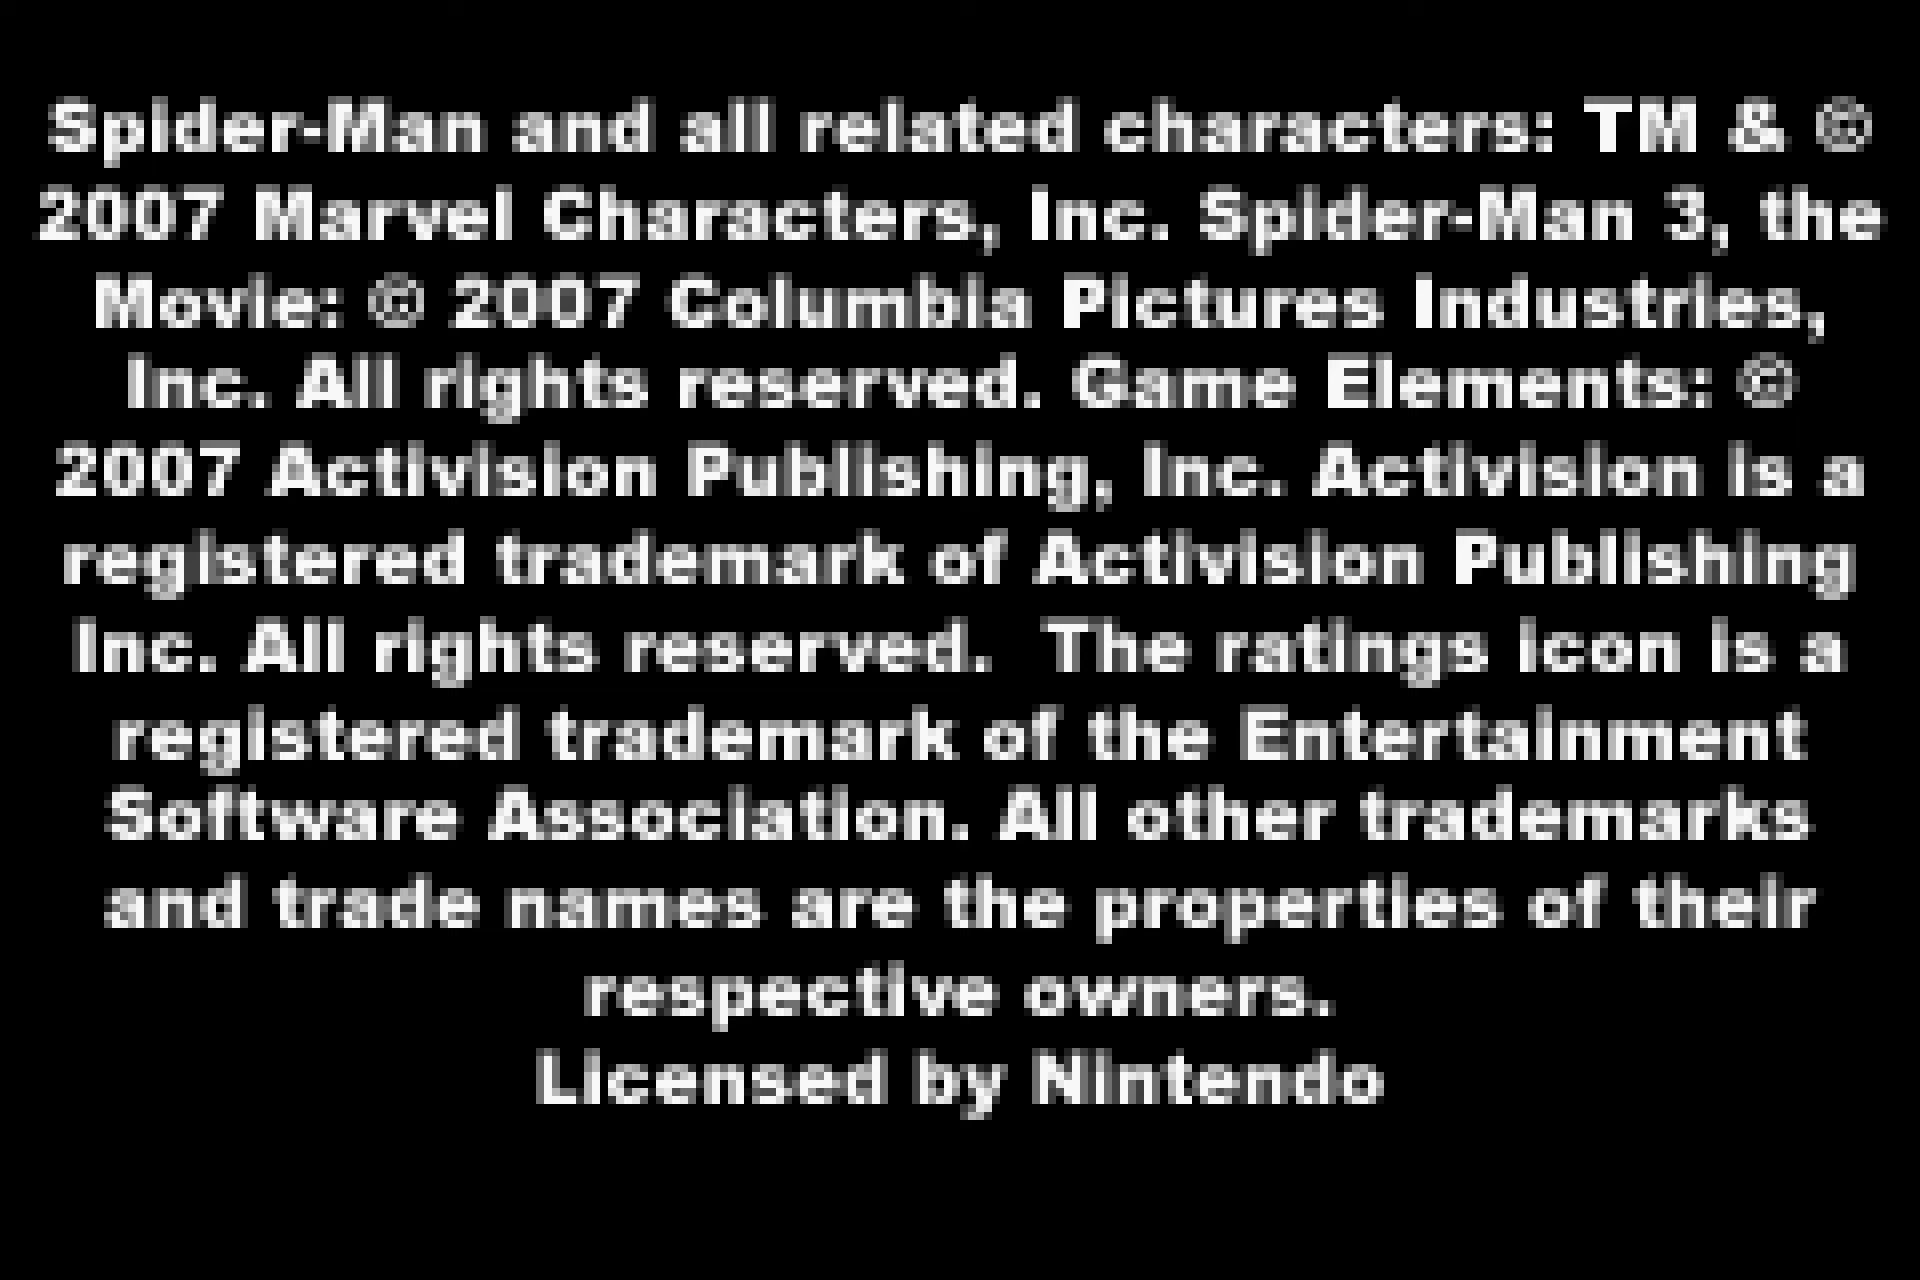 Spider-Man and all related characters: TM & ©
2007 Marvel Characters, Inc. Spider-Man 3, the
Movie: © 2007 Columbia Pictures Industries,
Inc. All rights reserved. Game Elements: ©
2007 Activision Publishing, Inc. Activision is a
registered trademark of Activision Publishing
Inc. All rights reserved.  The ratings icon is a
registered trademark of the Entertainment
Software Association. All other trademarks
and trade names are the properties of their
respective owners.
Licensed by Nintendo